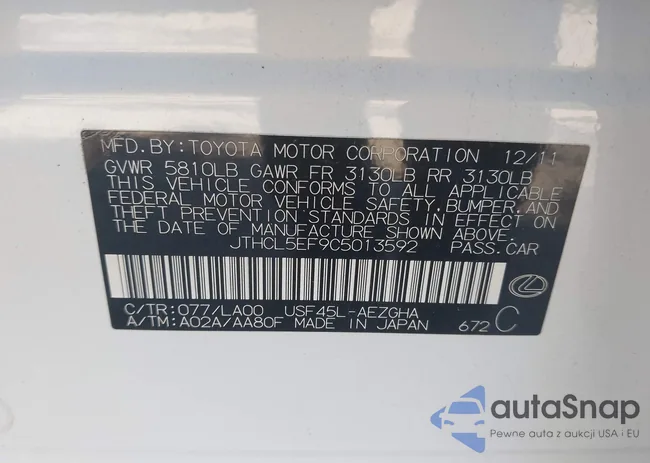 MFD.BY:TOYOTA MOTOR CORPORATION 12/11
GVWR 5810LB GAWR FR 3130LB RR 3130LB
THIS VEHICLE CONFORMS TO ALL APPLICABLE
FEDERAL MOTOR VEHICLE SAFETY,BUMPER,AND
THEFT PREVENTION STANDARDS IN EFFECT ON
THE DATE OF MANUFACTURE SHOWN ABOVE.
JTHCL5EF9C5013592 PASS.CAR
C/TR:077/LA00 USF45L-AEZGHA
A/TM:A02A/AA80F MADE IN JAPAN 672 C
autaSnap
Pewne auta z aukcji USA i EU